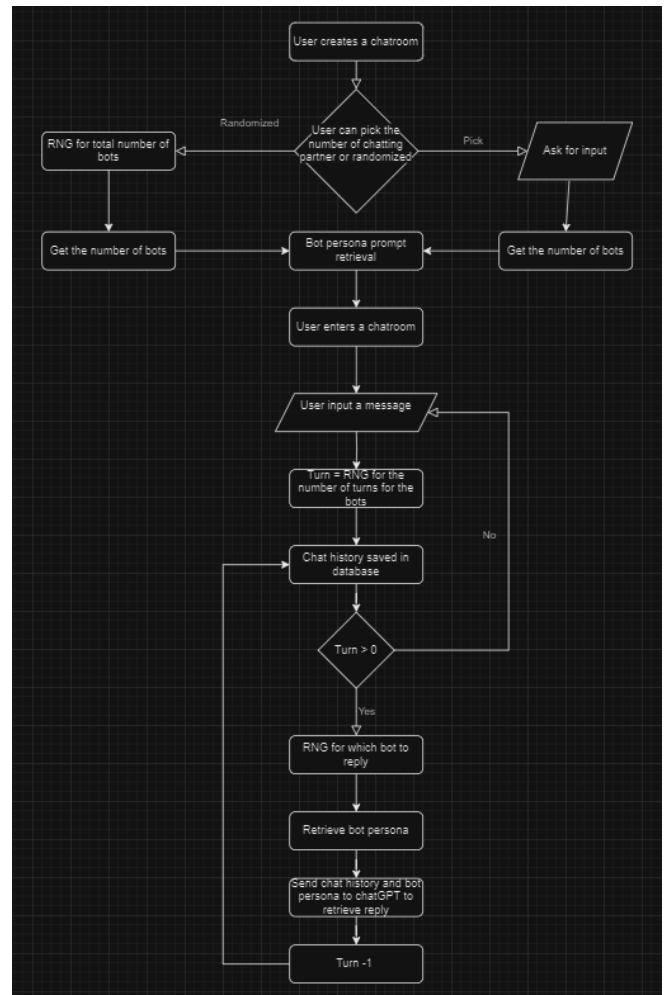 User creates a chatroom
Randomized
User can pick the
number of chatting
partner or randomized
Pick
RNG for total number of
bots
Ask for input
Get the number of bots
Bot persona prompt
retrieval
Get the number of bots
User enters a chatroom
User input a message
Turn = RNG for the
number of turns for the
bots
No
Chat history saved in
database
Turn > 0
Yes
RNG for which bot to
reply
Retrieve bot persona
Send chat history and bot
persona to chatGPT to
retrieve reply
Turn -1